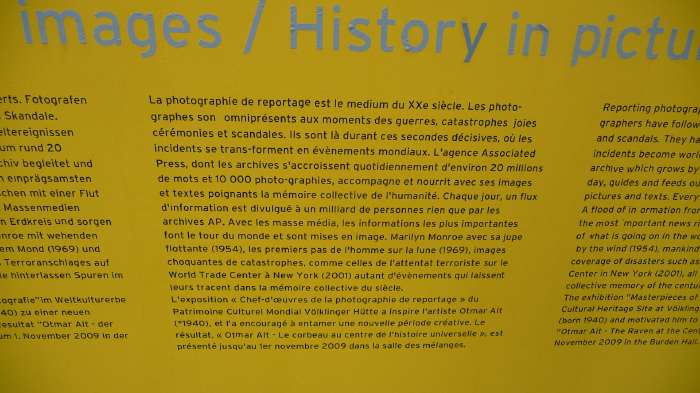 images / History in pictur
erts. Fotografen
Skandale.
eltereignissen
um rund 20
chiv begleitet und
n einprägsamsten
schen mit einer Flut
Massenmedien
n Erdkreis und sorgen
onroe mit wehenden
em Mond (1969) und
Terroranschlags auf
ie hinterlassen Spuren im
ografie"im Weltkulturerbe
40) zu einer neuen
esultat "Otmar Alt - der
um 1. November 2009 in der
La photographie de reportage est le medium du XXe siècle. Les photo-
graphes son omniprésents aux moments des guerres, catastrophes joies
cérémonies et scandales. Ils sont là durant ces secondes décisives, où les
incidents se trans-forment en évènements mondiaux. L'agence Associated
Press, dont les archives s'accroissent quotidiennement d'environ 20 millions
de mots et 10 000 photo-graphies, accompagne et nourrit avec ses images
et textes poignants la mémoire collective de l'humanité. Chaque jour, un flux
d'information est divulgué à un milliard de personnes rien que par les
archives AP. Avec les masse média, les informations les plus importantes
font le tour du monde et sont mises en image. Marilyn Monroe avec sa jupe
flottante (1954), les premiers pas de l'homme sur la lune (1969), images
choquantes de catastrophes, comme celles de l'attentat terroriste sur le
World Trade Center à New York (2001) autant d'évènements qui laissent
leurs tracent dans la mémoire collective du siècle.
L'exposition « Chef-d'œuvres de la photographie de reportage » du
Patrimoine Culturel Mondial Völklinger Hütte a inspire l'artiste Otmar Alt
(*1940), et l'a encouragé à entamer une nouvelle période créative. Le
résultat, « Otmar Alt - Le corbeau au centre de l'histoire universelle », est
présenté jusqu'au 1er novembre 2009 dans la salle des mélanges.
Reporting photograp
graphers have follow
and scandals. They ha
incidents become worl
archive which grows by
day, guides and feeds ou
pictures and texts. Every
A flood of in ormation from
the most mportant news ri
of what is going on in the wo
by the wind (1954), mankind
coverage of disasters such as
Center in New York (2001), all
collective memory of the centur
The exhibition "Masterpieces of
Cultural Heritage Site at Völkling
(born 1940) and motivated him to
"Otmar Alt - The Raven at the Cent
November 2009 in the Burden Hall.